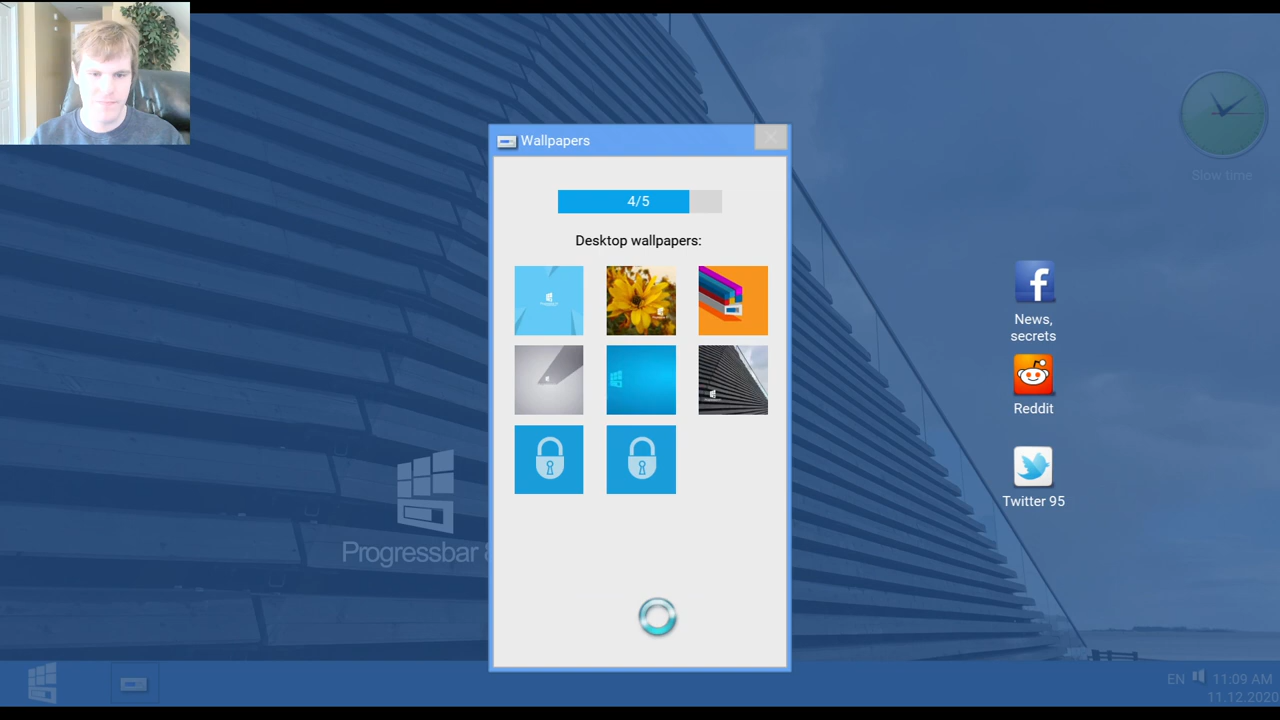 Wallpapers
4/5
Desktop wallpapers:
Slow time
News,
secrets
Reddit
Twitter 95
Progressbar
EN
11:09 AM
11.12.2020